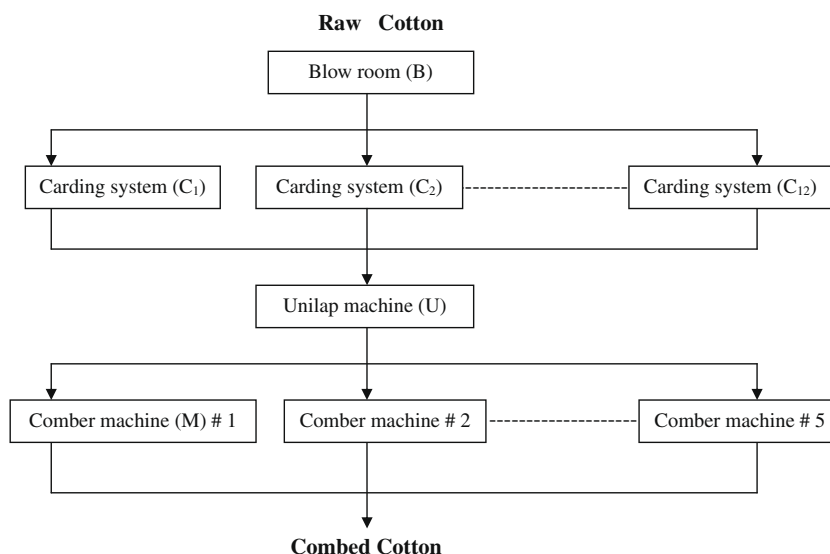 Raw Cotton
Blow room (B)
Carding system (C₁)
Carding system (C₂)
Carding system (C₁₂)
Unilap machine (U)
Comber machine (M) # 1
Comber machine # 2
Comber machine # 5
Combed Cotton